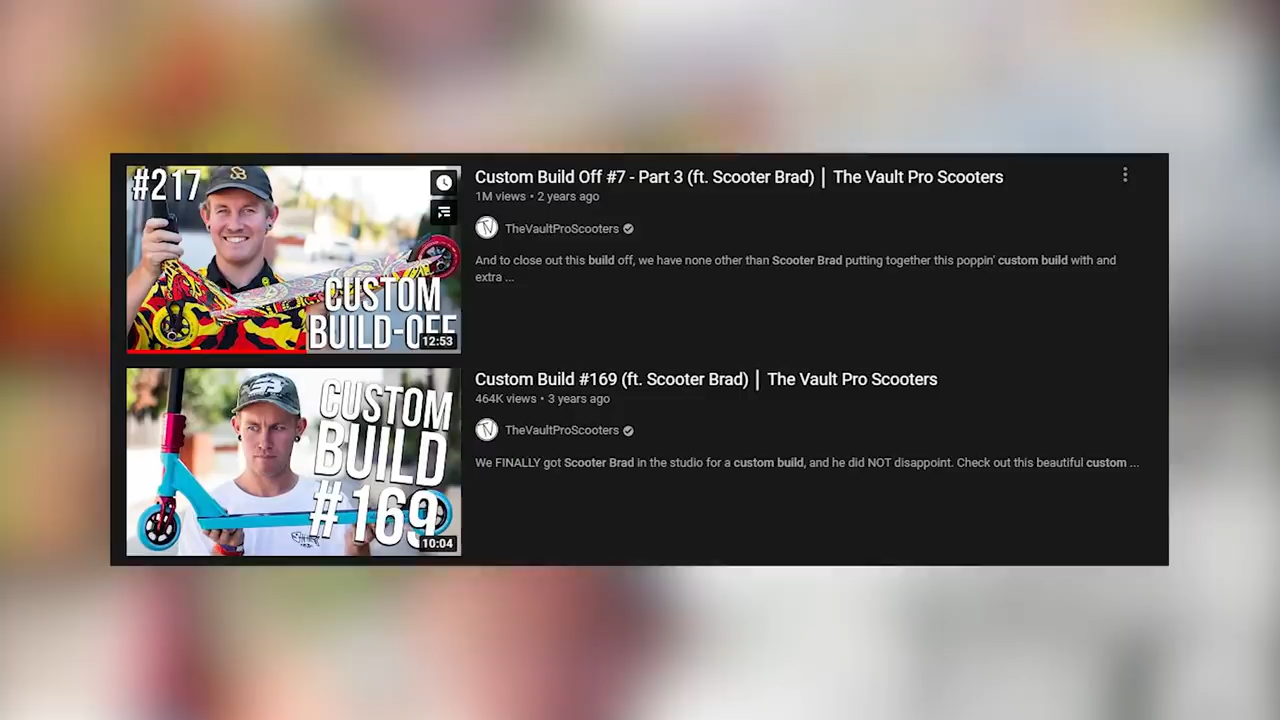 #217
CUSTOM
BUILD-OFF
12:53
Custom Build Off #7 - Part 3 (ft. Scooter Brad) | The Vault Pro Scooters
1M views • 2 years ago
TheVaultProScooters
And to close out this build off, we have none other than Scooter Brad putting together this poppin' custom build with and
extra ...
CUSTOM
BUILD
#169
10:04
Custom Build #169 (ft. Scooter Brad) | The Vault Pro Scooters
464K views • 3 years ago
TheVaultProScooters
We FINALLY got Scooter Brad in the studio for a custom build, and he did NOT disappoint. Check out this beautiful custom ...